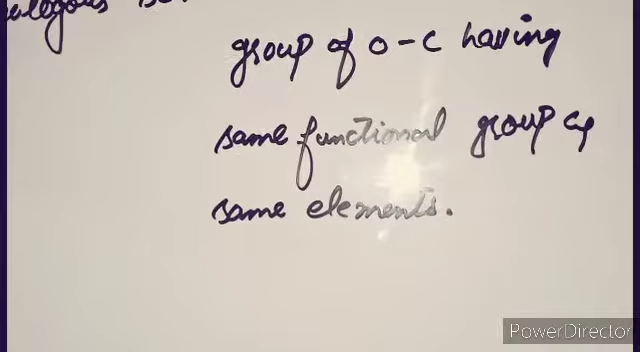 group of o-c having
same functional group &
same elements.
PowerDirector